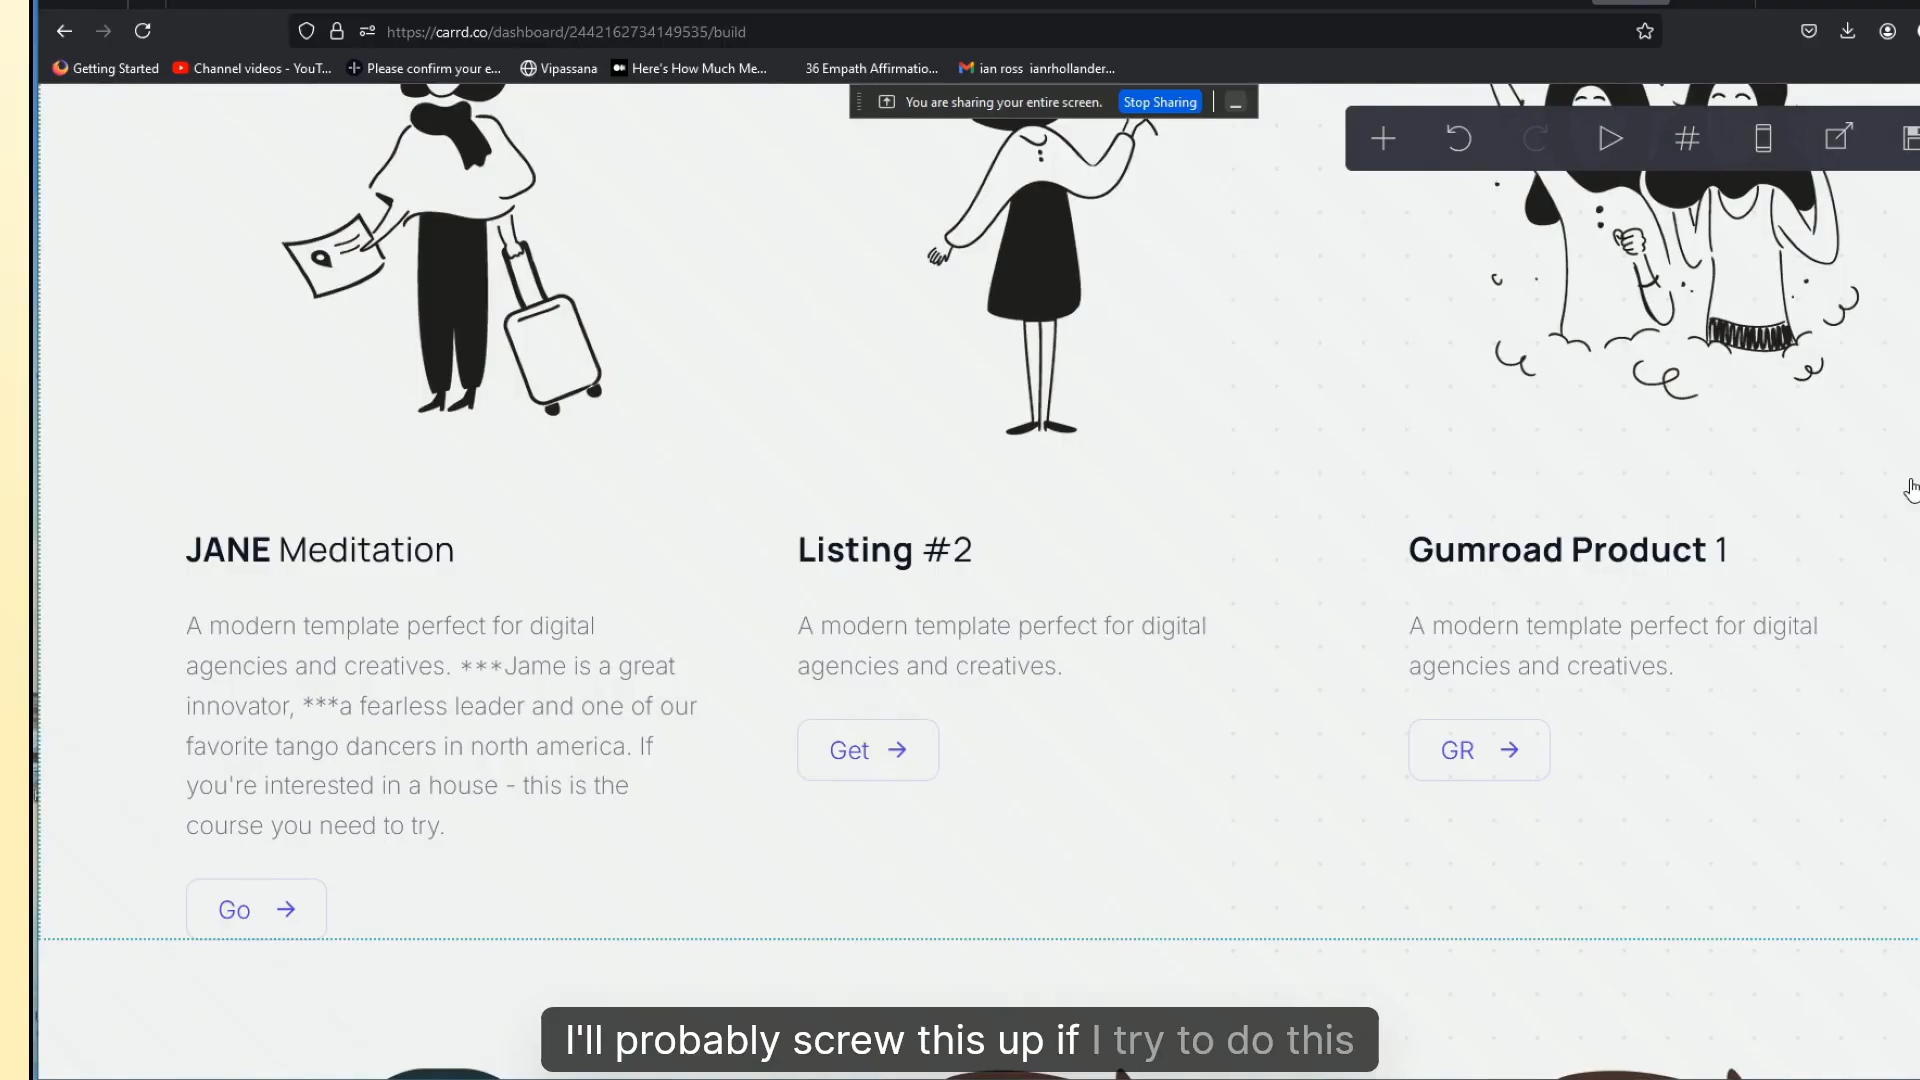 https://carrd.co/dashboard/2442162734149535/build
Getting Started
Channel videos - YouT...
Please confirm your e...
Vipassana
Here's How Much Me...
36 Empath Affirmatio...
ian ross ianrhollander...
You are sharing your entire screen.
Stop Sharing
JANE Meditation
A modern template perfect for digital
agencies and creatives. ***Jame is a great
innovator, ***a fearless leader and one of our
favorite tango dancers in north america. If
you're interested in a house - this is the
course you need to try.
Go →
Listing #2
A modern template perfect for digital
agencies and creatives.
Get →
Gumroad Product 1
A modern template perfect for digital
agencies and creatives.
GR →
I'll probably screw this up if I try to do this